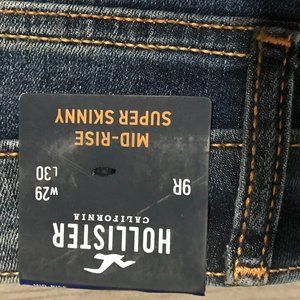 HOLLISTER
CALIFORNIA
9R
W29
L30
MID-RISE
SUPER SKINNY